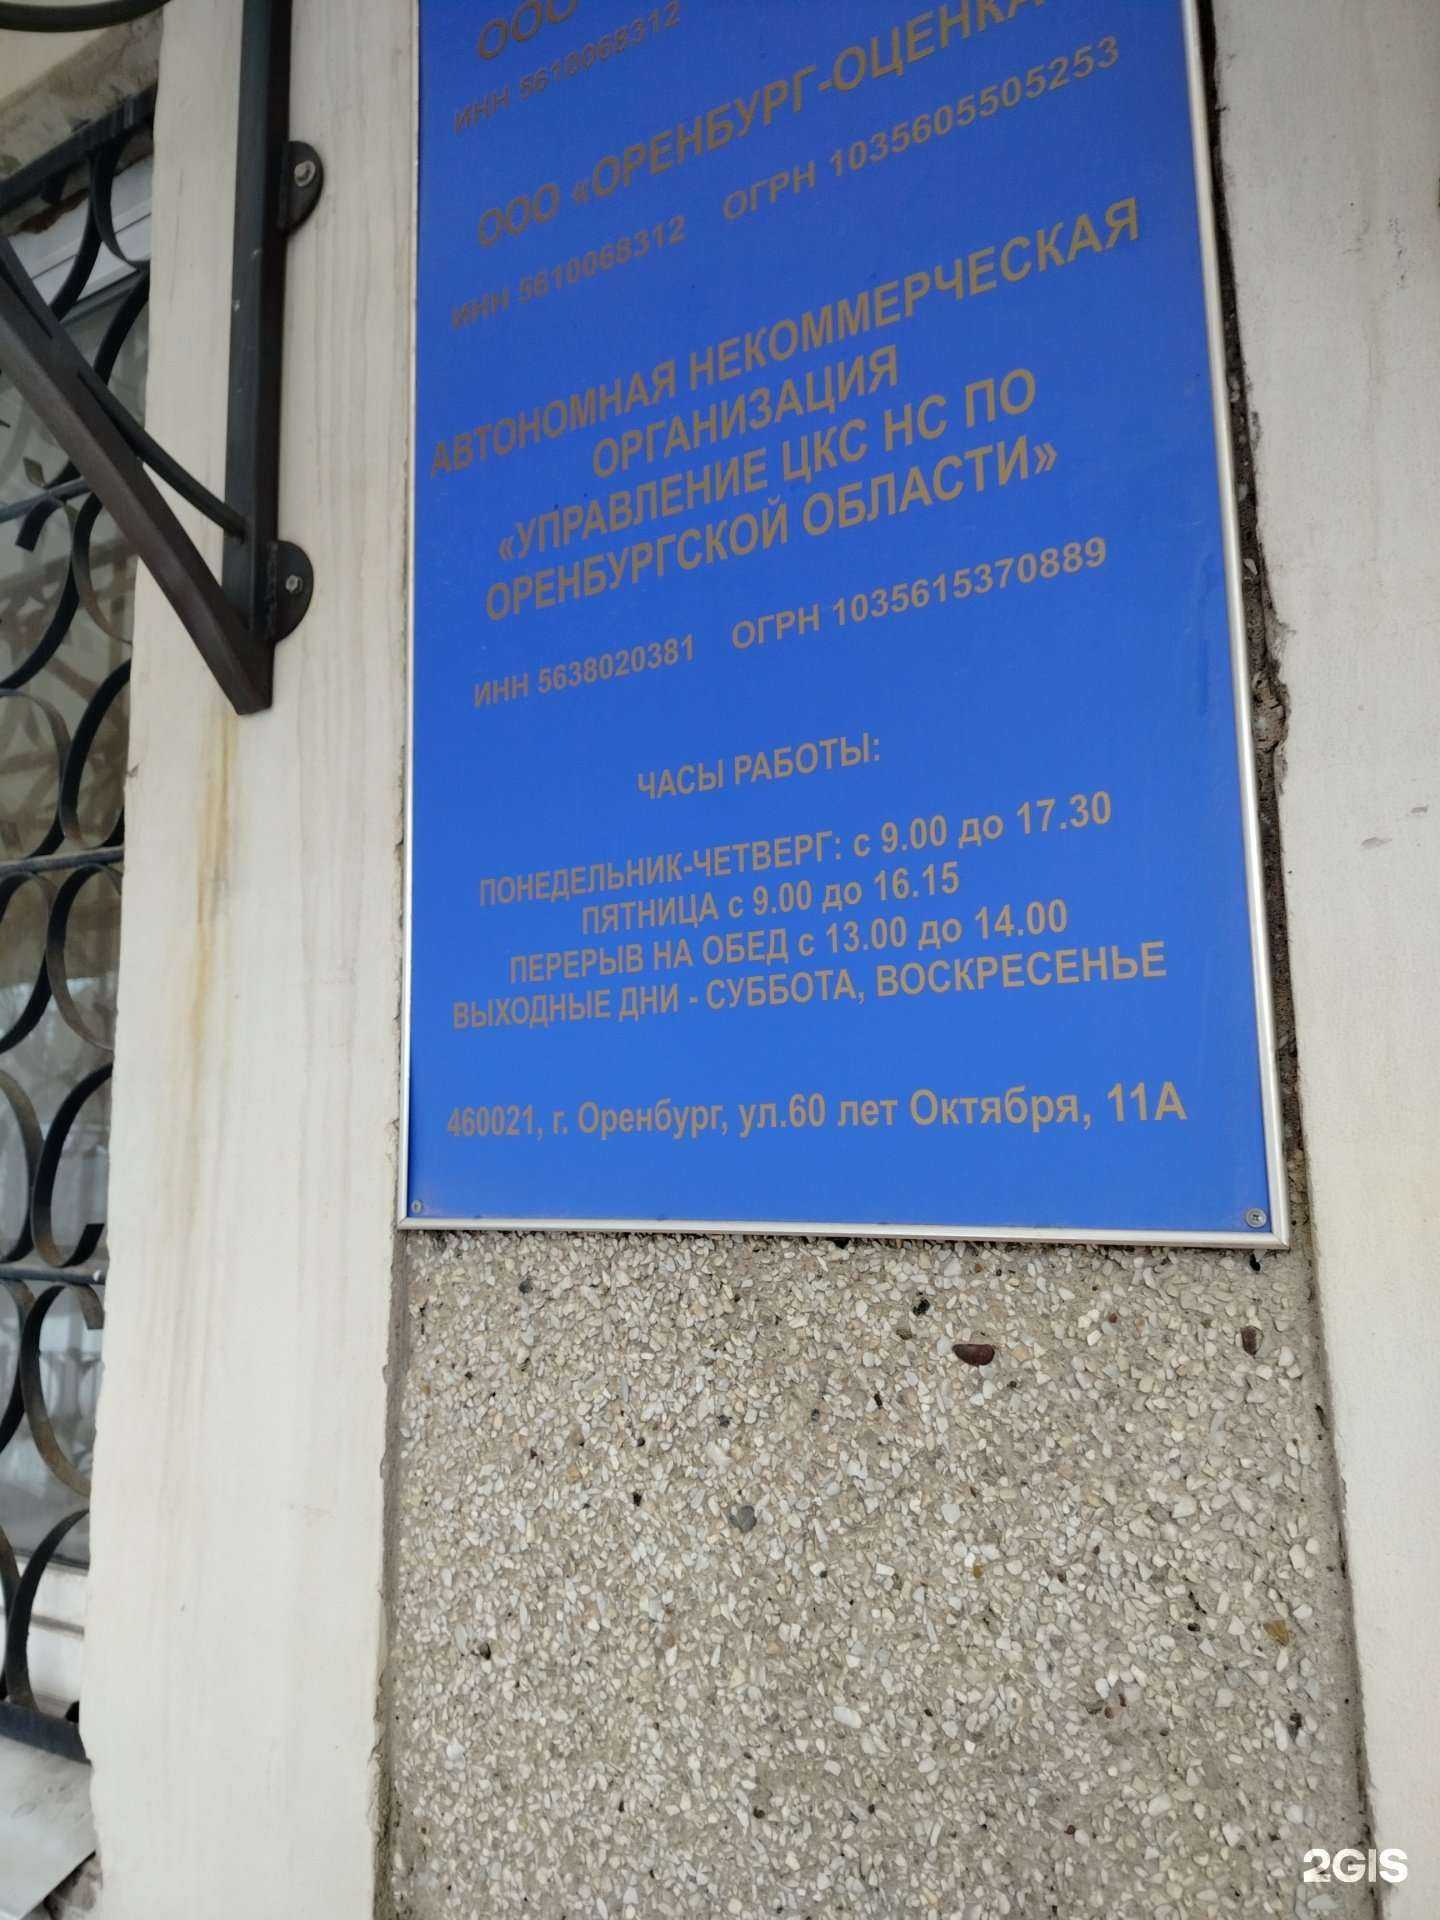 ООО
ИНН 5610068312
ООО «ОРЕНБУРГ-ОЦЕНКА
ИНН 5610068312 ОГРН 1035605505253
АВТОНОМНАЯ НЕКОММЕРЧЕСКАЯ
ОРГАНИЗАЦИЯ
«УПРАВЛЕНИЕ ЦКС НС ПО
ОРЕНБУРГСКОЙ ОБЛАСТИ»
ИНН 5638020381 ОГРН 1035615370889
ЧАСЫ РАБОТЫ:
ПОНЕДЕЛЬНИК-ЧЕТВЕРГ: с 9.00 до 17.30
ПЯТНИЦА с 9.00 до 16.15
ПЕРЕРЫВ НА ОБЕД с 13.00 до 14.00
ВЫХОДНЫЕ ДНИ - СУББОТА, ВОСКРЕСЕНЬЕ
460021, г. Оренбург, ул.60 лет Октября, 11А
2GIS